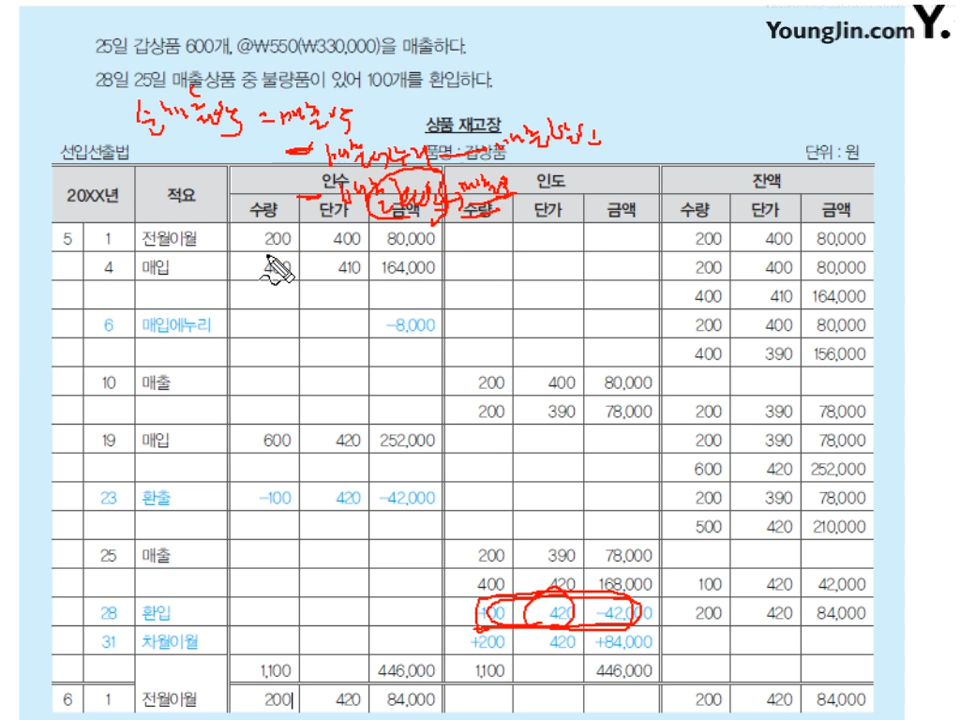 YoungJin.com Y.
25일 갑상품 600개, @₩550(₩330,000)을 매출하다.
28일 25일 매출상품 중 불량품이 있어 100개를 환입하다.
상품 재고장
선입선출법 품명 : 갑상품 단위 : 원
20XX년 적요 인수 인도 잔액
수량 단가 금액 수량 단가 금액 수량 단가 금액
5 1 전월이월 200 400 80,000 200 400 80,000
4 매입 400 410 164,000 200 400 80,000
400 410 164,000
6 매입에누리 -8,000 200 400 80,000
400 390 156,000
10 매출 200 400 80,000
200 390 78,000 200 390 78,000
19 매입 600 420 252,000 200 390 78,000
600 420 252,000
23 환출 -100 420 -42,000 200 390 78,000
500 420 210,000
25 매출 200 390 78,000
400 420 168,000 100 420 42,000
28 환입 -100 420 -42,000 200 420 84,000
31 차월이월 +200 420 +84,000
1,100 446,000 1,100 446,000
6 1 전월이월 200 420 84,000 200 420 84,000